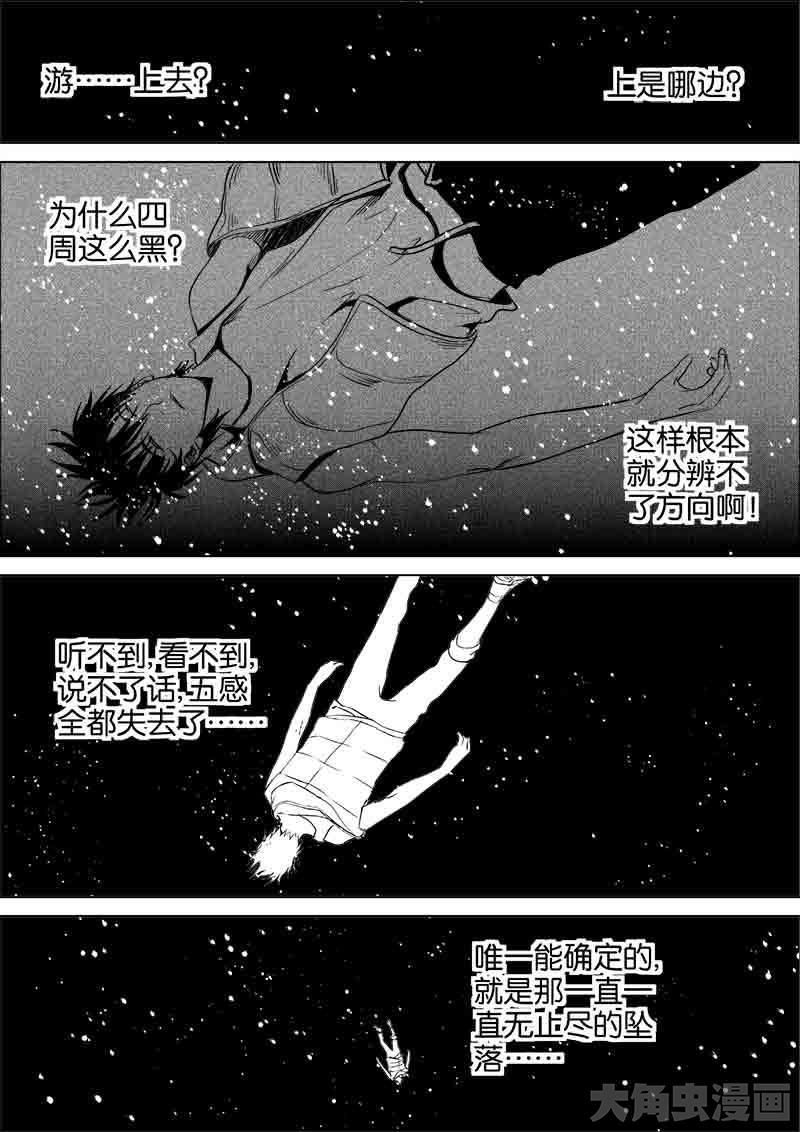 游……上去?
上是哪边?
为什么四
周这么黑?
这样根本
就分辨不
了方向啊!
听不到,看不到,
说不了话,五感
全都失去了……
唯一能确定的,
就是那一直一
直无止尽的坠
落……
大角虫漫画